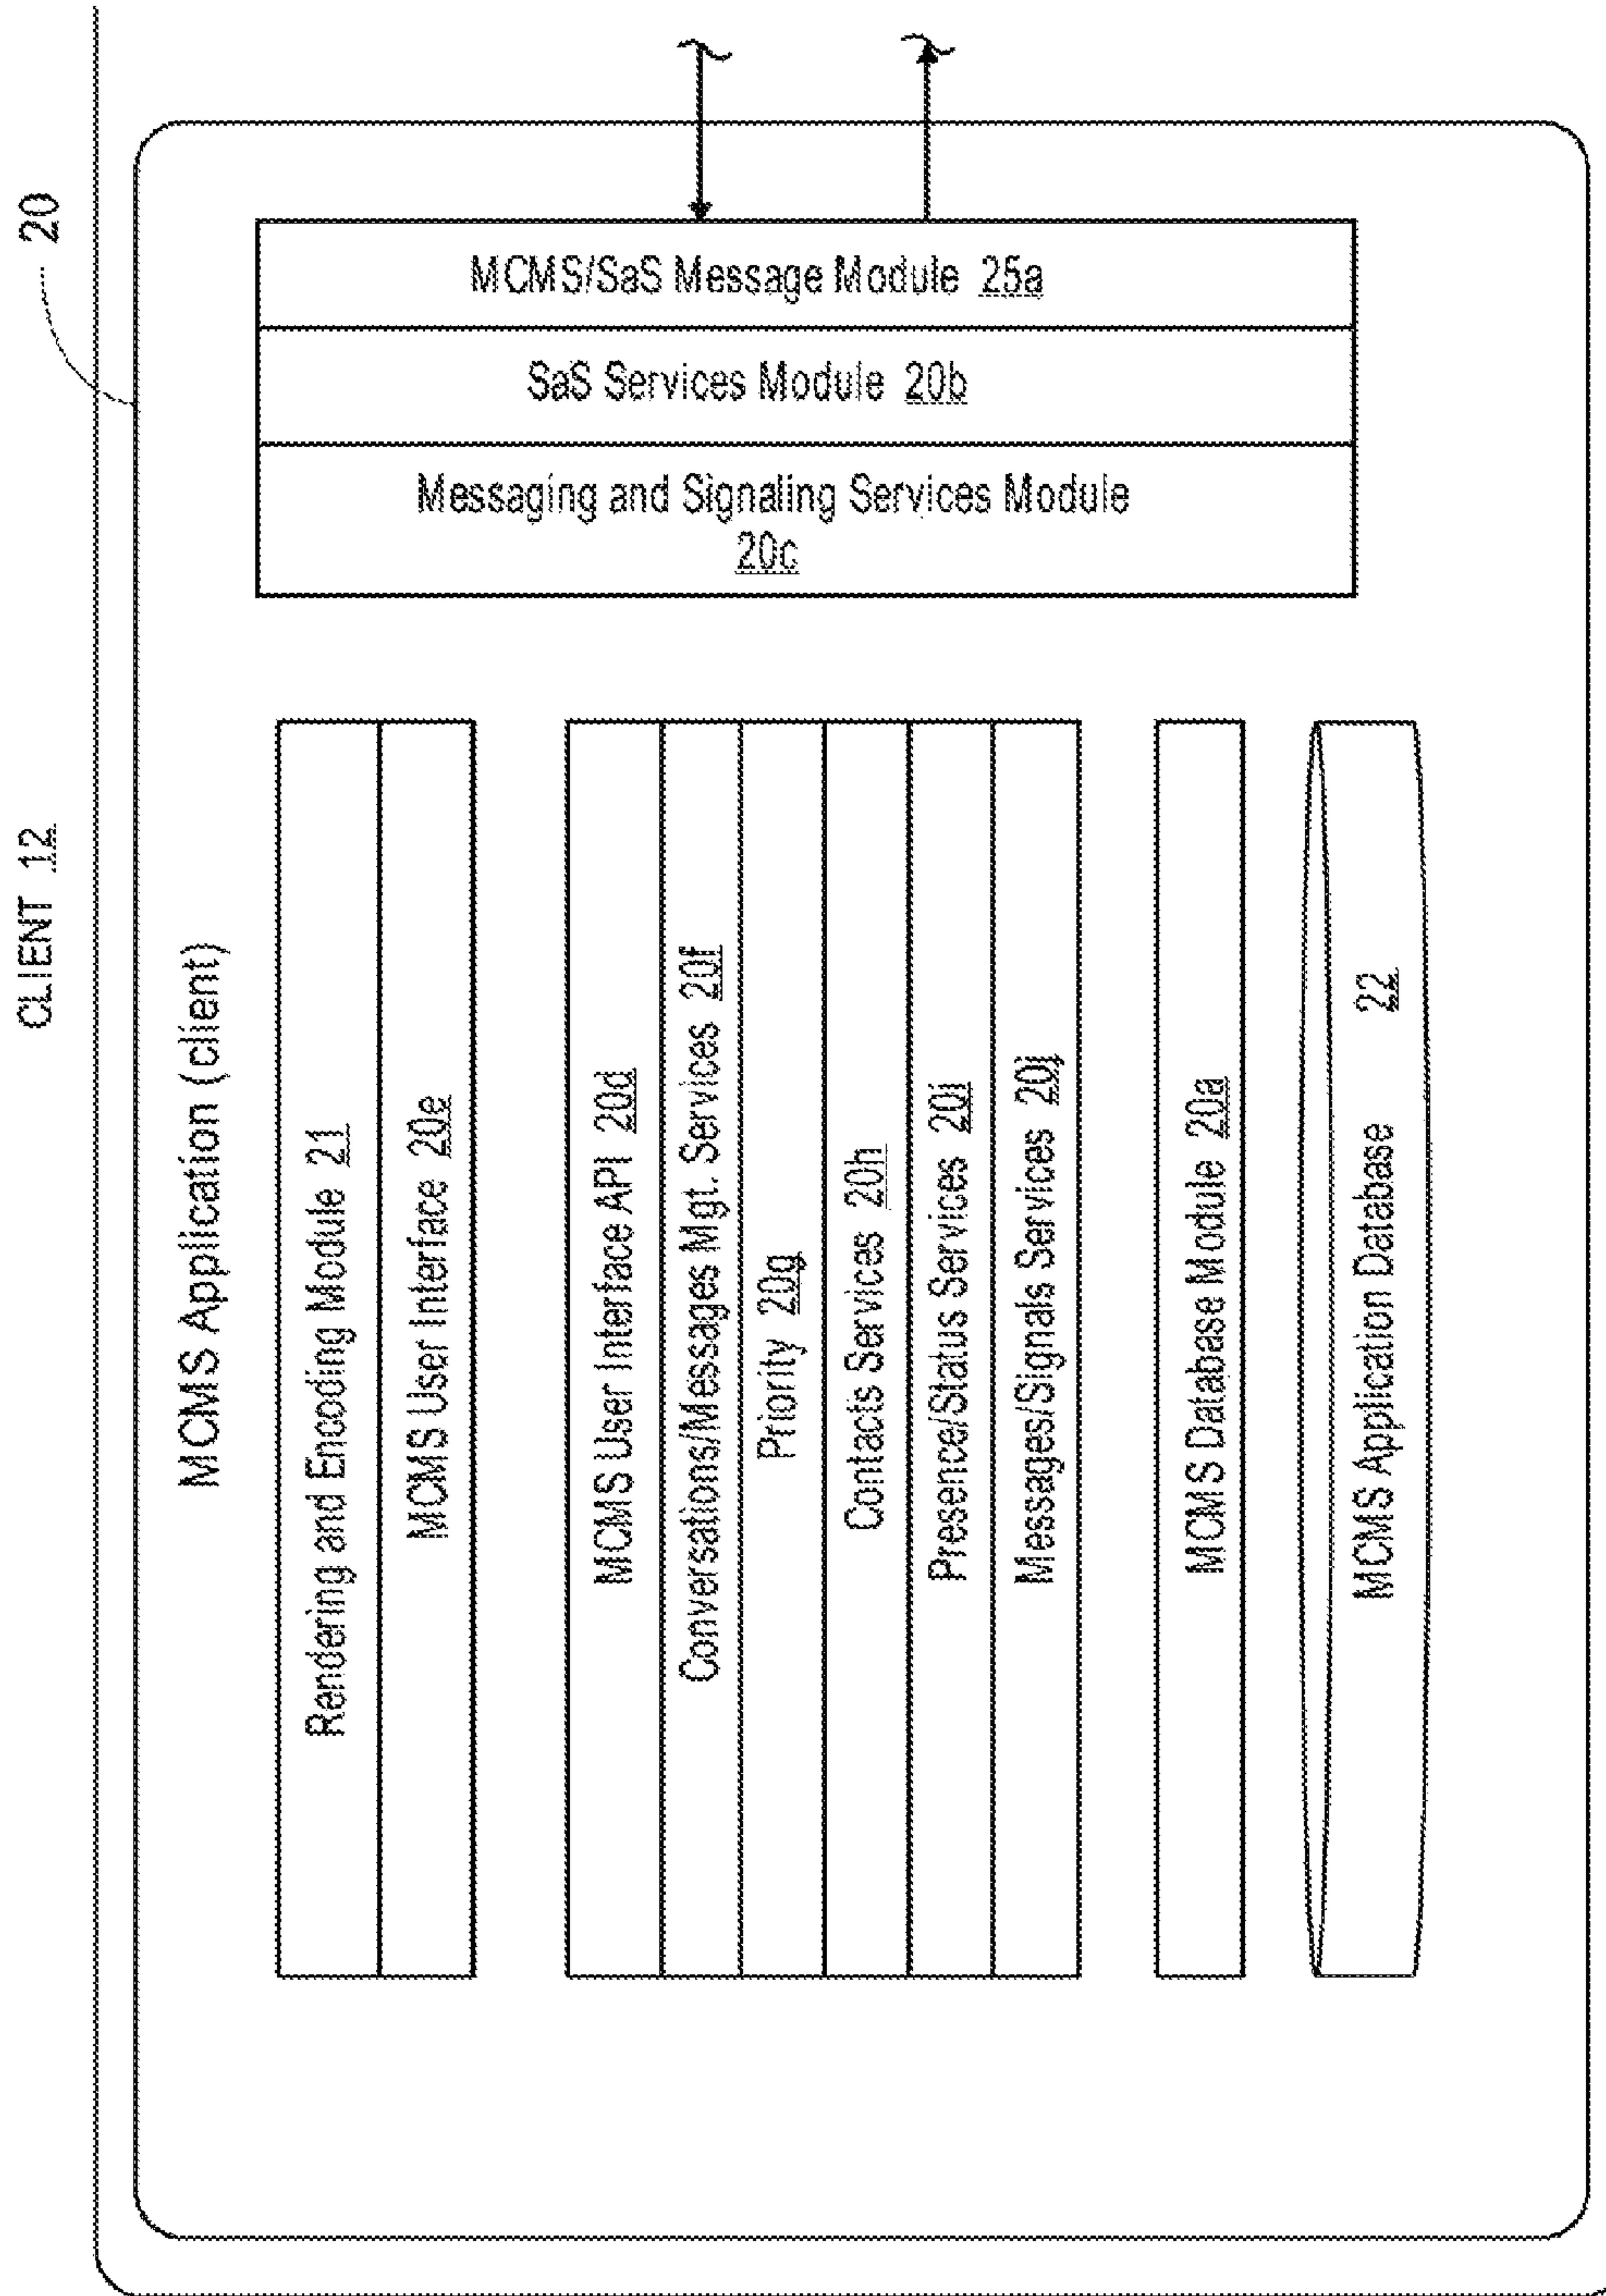 CLIENT 12
20
MCMS Application (client)
Rendering and Encoding Module 21
MCMS User Interface 20e
MCMS User Interface API 20d
Conversations/Messages Mgt. Services 20f
Priority 20g
Contacts Services 20h
Presence/Status Services 20i
Messages/Signals Services 20j
MCMS Database Module 20a
MCMS Application Database 22
MCMS/SaS Message Module 25a
SaS Services Module 20b
Messaging and Signaling Services Module
20c